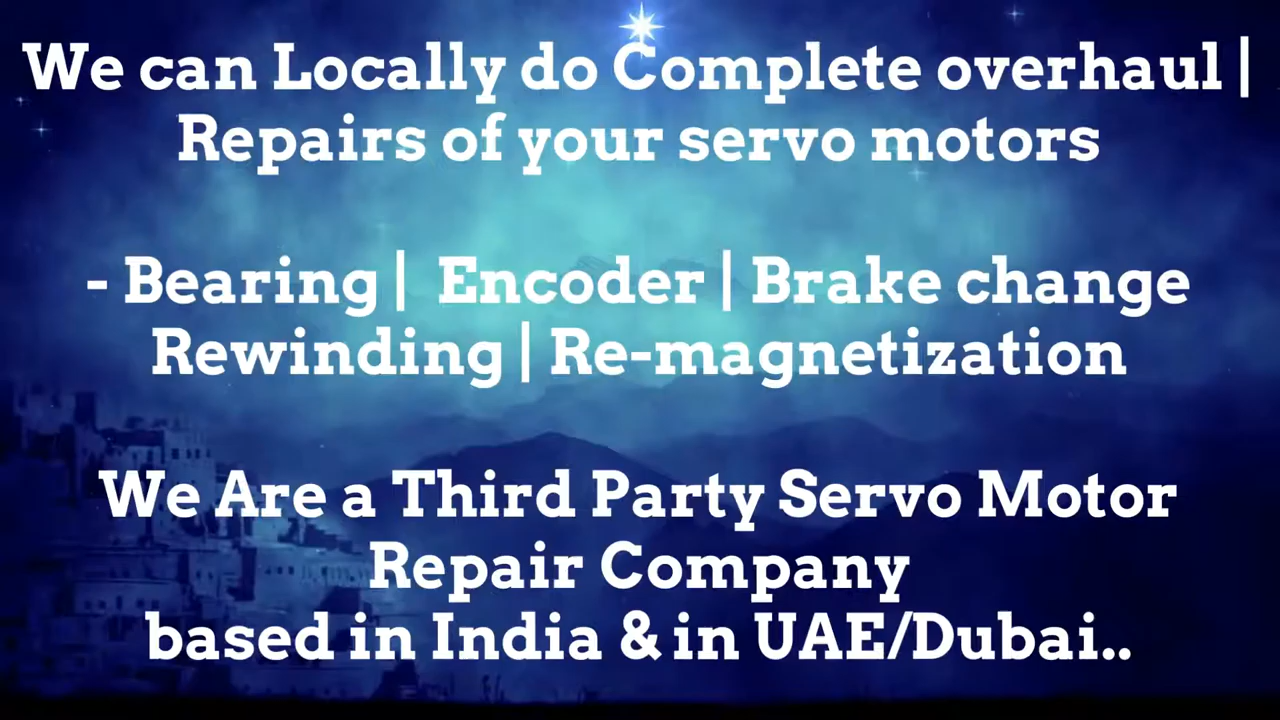 We can Locally do Complete overhaul |
Repairs of your servo motors
- Bearing | Encoder | Brake change
Rewinding | Re-magnetization
We Are a Third Party Servo Motor
Repair Company
based in India & in UAE/Dubai..